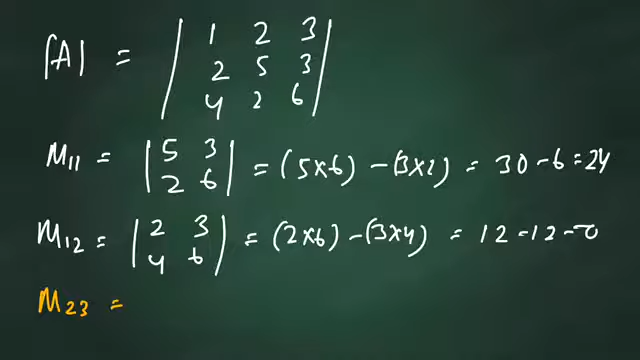 |A| = | 1 2 3 |
| 2 5 3 |
| 4 2 6 |
M₁₁ = | 5 3 | = (5×6) - (3×2) = 30 - 6 = 24
| 2 6 |
M₁₂ = | 2 3 | = (2×6) - (3×4) = 12 - 12 = 0
| 4 6 |
M₂₃ =